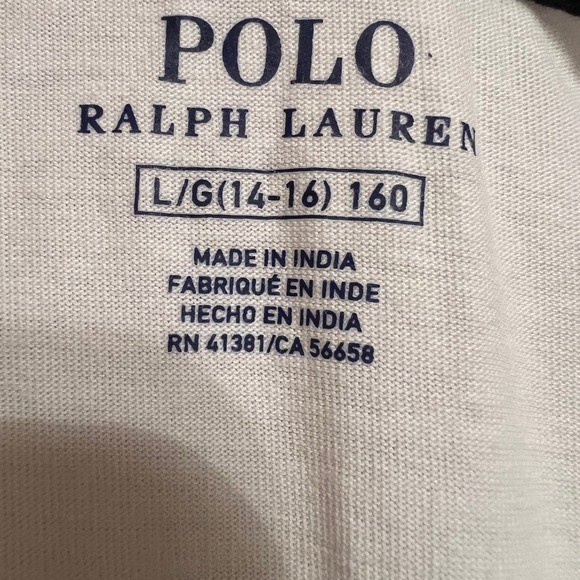 POLO
RALPH LAUREN
L/G(14-16) 160
MADE IN INDIA
FABRIQUÉ EN INDE
HECHO EN INDIA
RN 41381/CA 56658